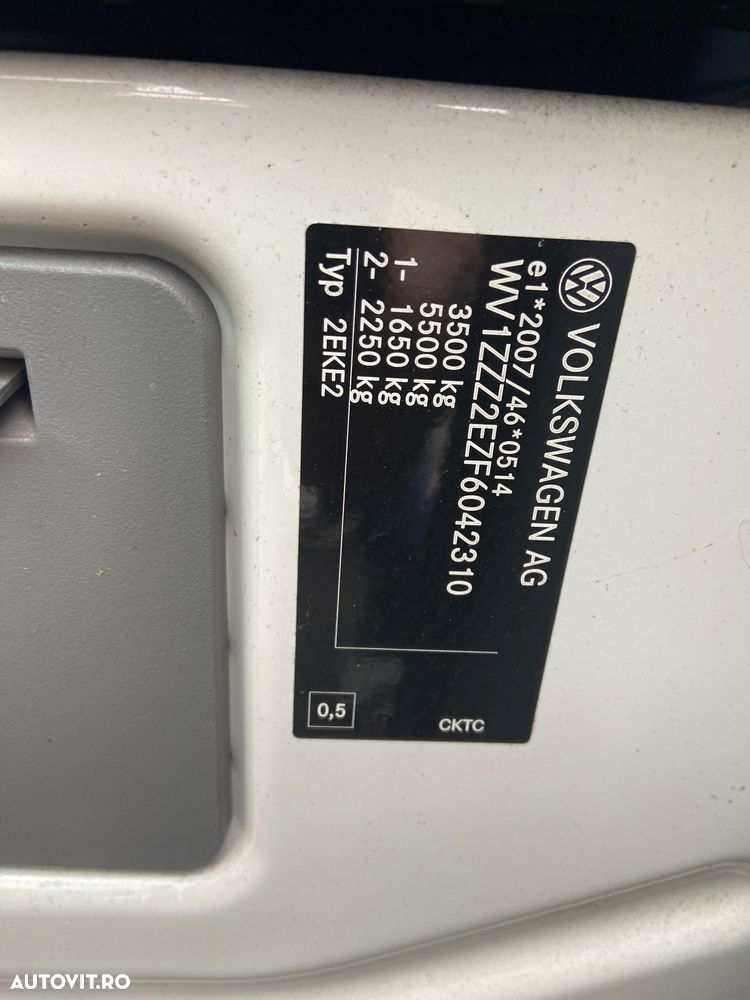 VOLKSWAGEN AG
e1*2007/46*0514
WV1ZZZ2EZF6042310
3500 kg
5500 kg
1- 1650 kg
2- 2250 kg
Typ 2EKE2
0,5
CKTC
AUTOVIT.RO